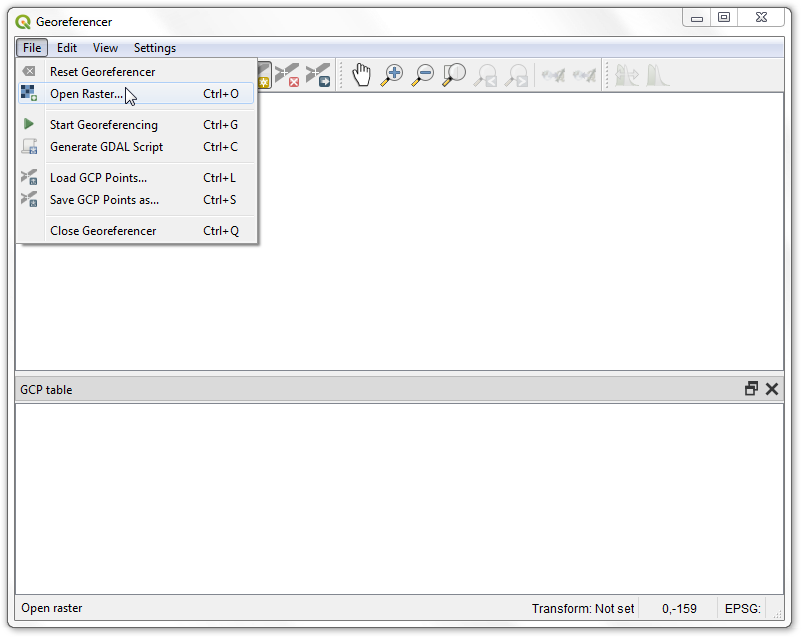 Georeferencer
File Edit View Settings
Reset Georeferencer
Open Raster... Ctrl+O
Start Georeferencing Ctrl+G
Generate GDAL Script Ctrl+C
Load GCP Points... Ctrl+L
Save GCP Points as... Ctrl+S
Close Georeferencer Ctrl+Q
GCP table
Open raster Transform: Not set 0,-159 EPSG: